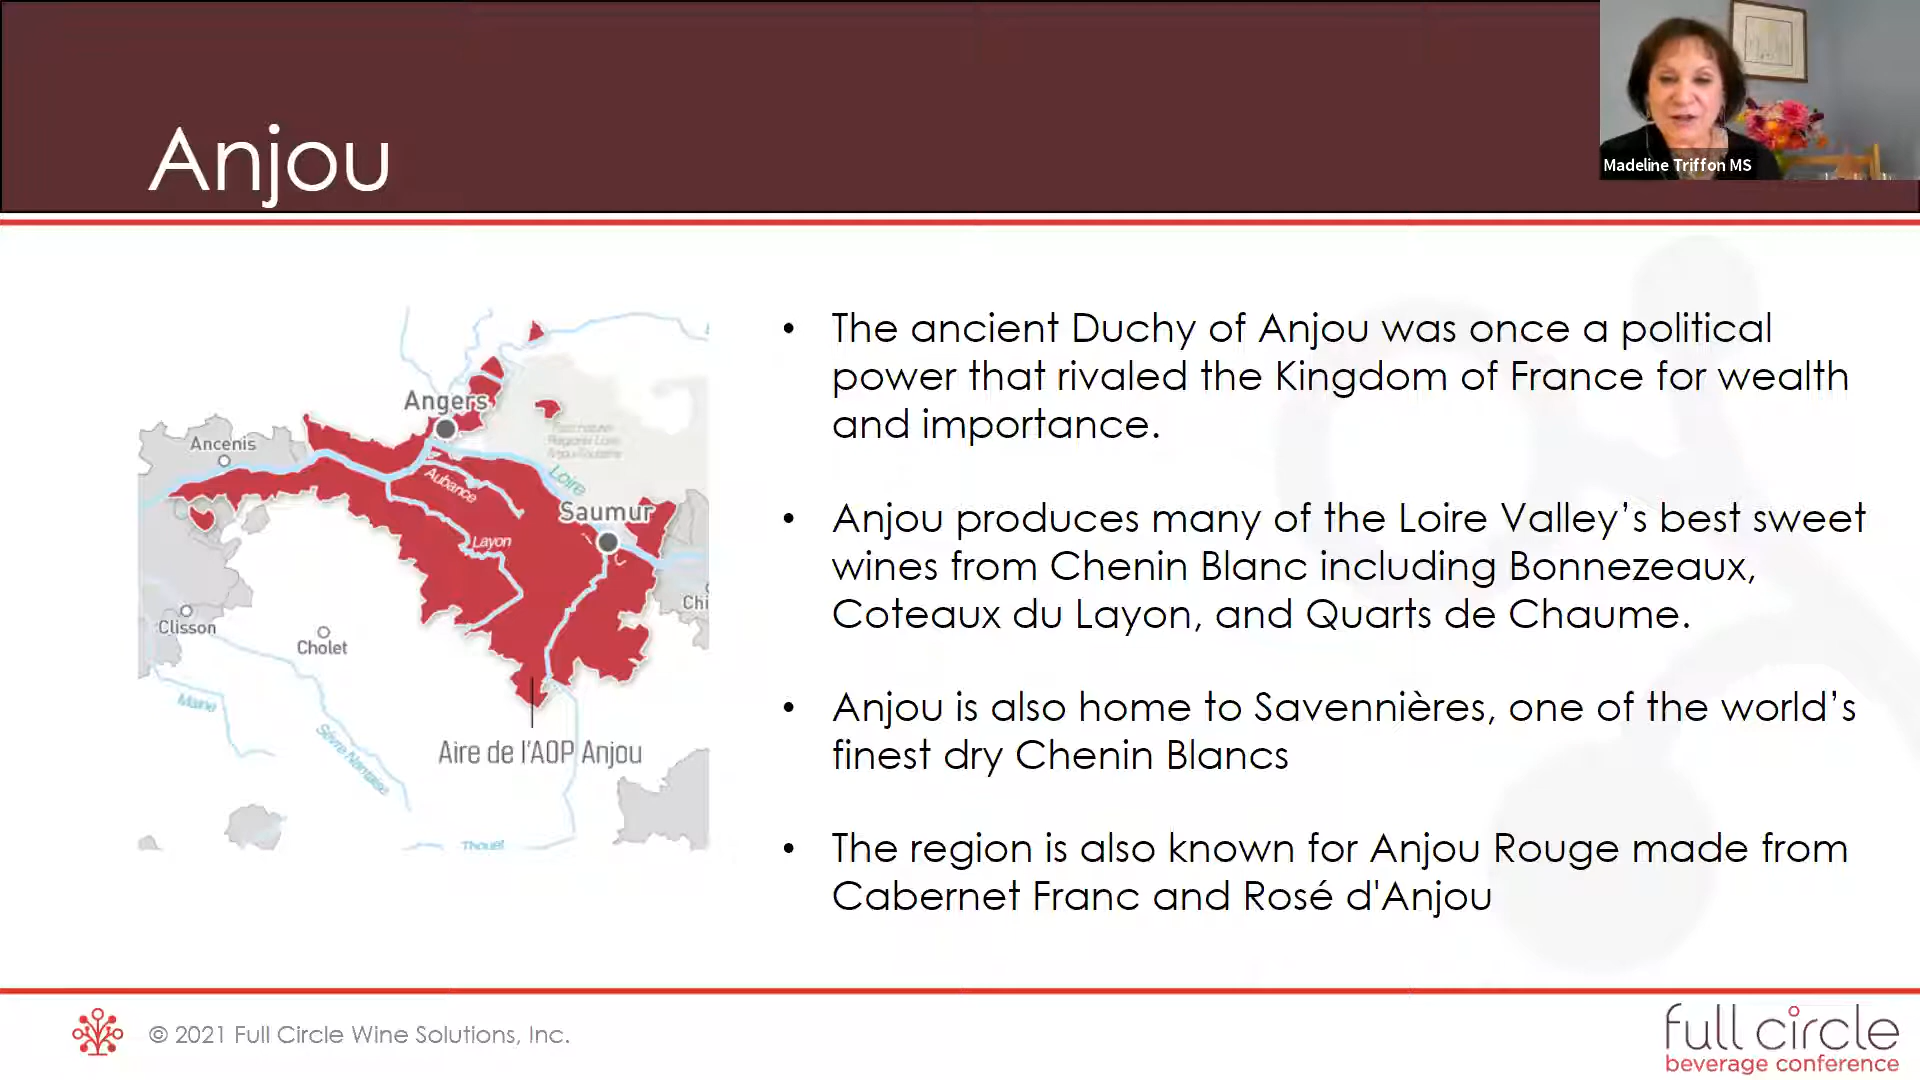 Anjou
Madeline Triffon MS
• The ancient Duchy of Anjou was once a political
power that rivaled the Kingdom of France for wealth
and importance.
• Anjou produces many of the Loire Valley’s best sweet
wines from Chenin Blanc including Bonnezeaux,
Coteaux du Layon, and Quarts de Chaume.
• Anjou is also home to Savennières, one of the world’s
finest dry Chenin Blancs
• The region is also known for Anjou Rouge made from
Cabernet Franc and Rosé d'Anjou
Angers
Ancenis
Aubance
Loire
Saumur
Layon
Chi
Clisson
Cholet
Maine
Sèvre Nantaise
Aire de l'AOP Anjou
Thouet
© 2021 Full Circle Wine Solutions, Inc.
full circle
beverage conference